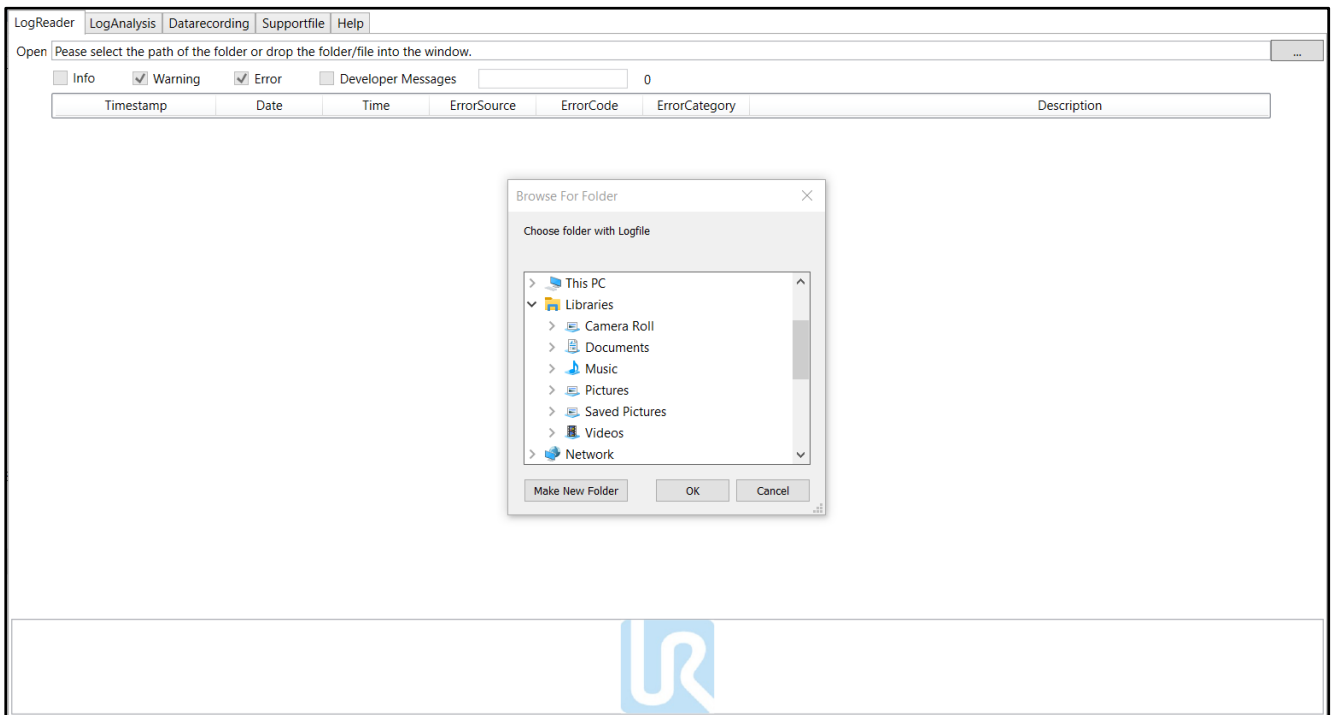 LogReader LogAnalysis Datarecording Supportfile Help
Open Pease select the path of the folder or drop the folder/file into the window. ...
Info Warning Error Developer Messages 0
Timestamp Date Time ErrorSource ErrorCode ErrorCategory Description
Browse For Folder
Choose folder with Logfile
This PC
Libraries
Camera Roll
Documents
Music
Pictures
Saved Pictures
Videos
Network
Make New Folder OK Cancel
UR